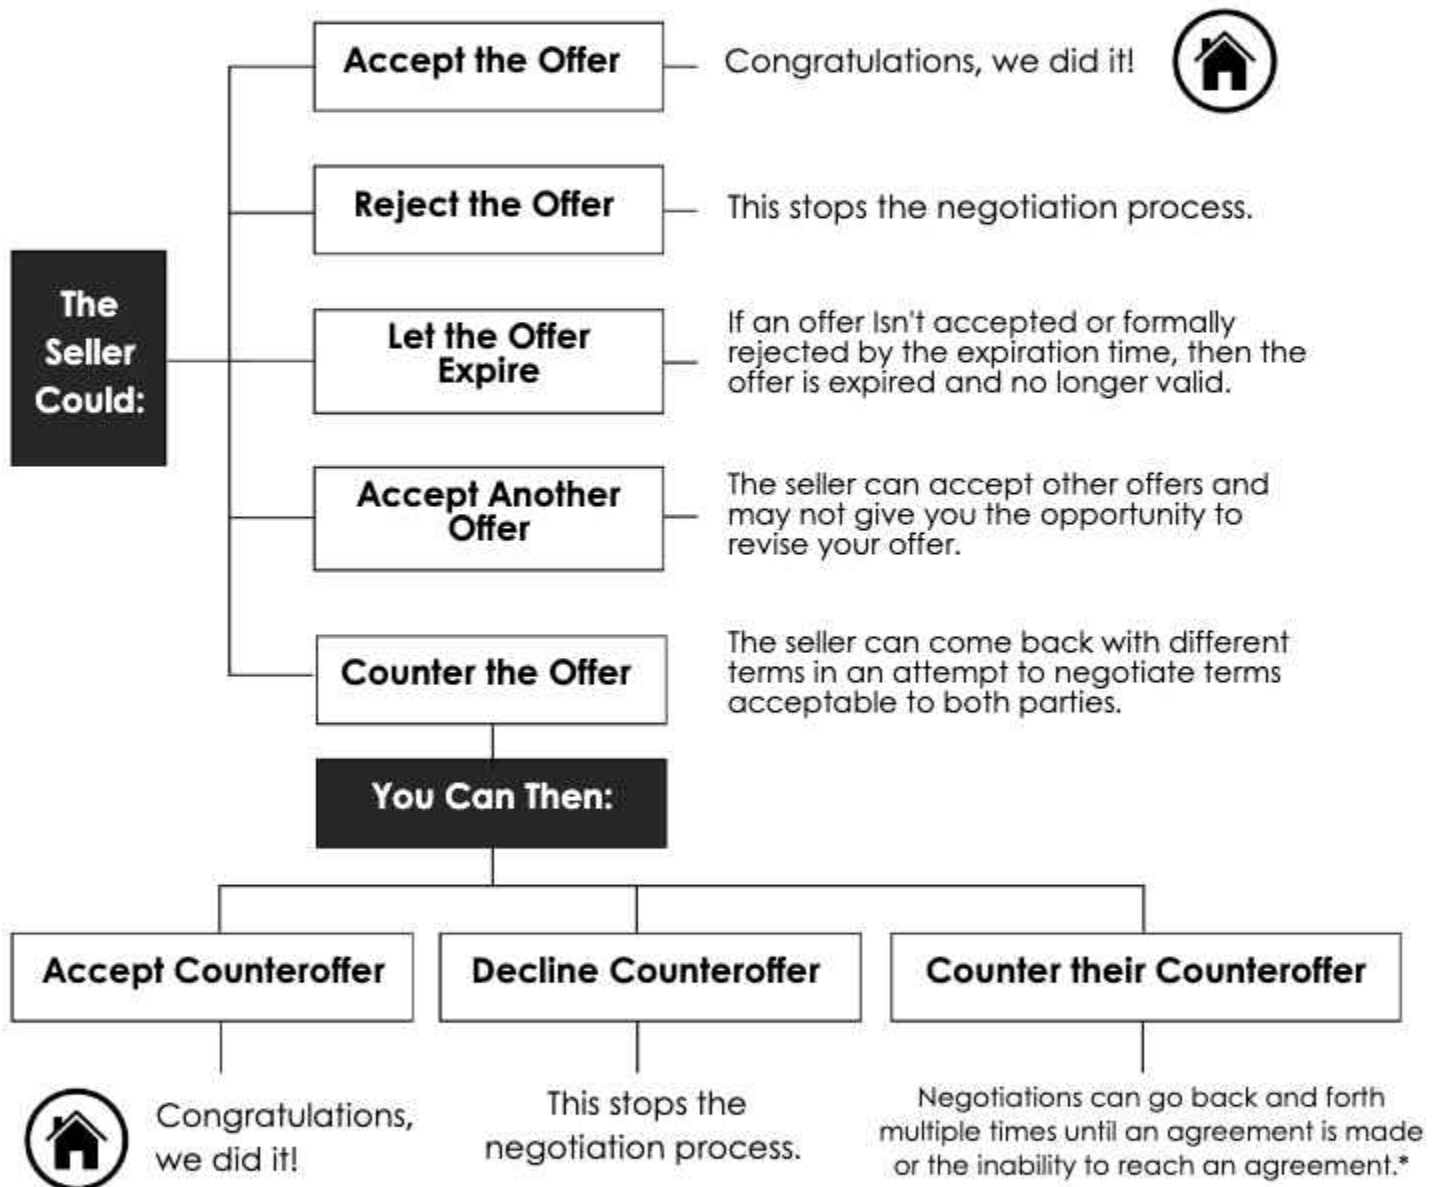 Accept the Offer
Congratulations, we did it!
Reject the Offer
This stops the negotiation process.
The
Seller
Could:
Let the Offer
Expire
If an offer Isn't accepted or formally
rejected by the expiration time, then the
offer is expired and no longer valid.
Accept Another
Offer
The seller can accept other offers and
may not give you the opportunity to
revise your offer.
Counter the Offer
The seller can come back with different
terms in an attempt to negotiate terms
acceptable to both parties.
You Can Then:
Accept Counteroffer
Congratulations,
we did it!
Decline Counteroffer
This stops the
negotiation process.
Counter their Counteroffer
Negotiations can go back and forth
multiple times until an agreement is made
or the inability to reach an agreement.*